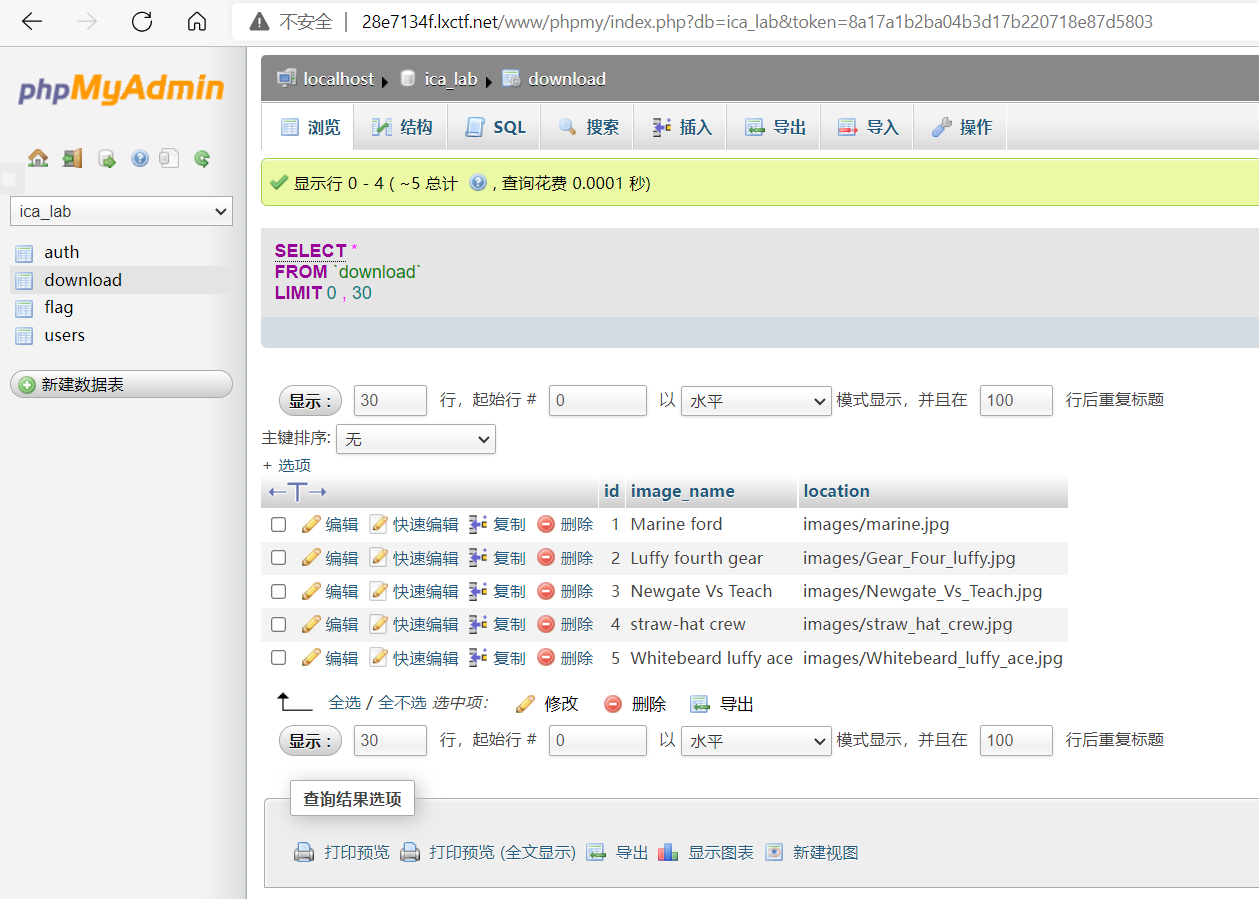 不安全 | 28e7134f.lxctf.net/www/phpmy/index.php?db=ica_lab&token=8a17a1b2ba04b3d17b220718e87d5803
phpMyAdmin
ica_lab
auth
download
flag
users
新建数据表
localhost ▸ ica_lab ▸ download
浏览 结构 SQL 搜索 插入 导出 导入 操作
显示行 0 - 4 ( ~5 总计 , 查询花费 0.0001 秒)
SELECT *
FROM `download`
LIMIT 0 , 30
显示 : 30 行，起始行 # 0 以 水平 模式显示，并且在 100 行后重复标题
主键排序: 无
+ 选项
←T→ id image_name location
编辑 快速编辑 复制 删除 1 Marine ford images/marine.jpg
编辑 快速编辑 复制 删除 2 Luffy fourth gear images/Gear_Four_luffy.jpg
编辑 快速编辑 复制 删除 3 Newgate Vs Teach images/Newgate_Vs_Teach.jpg
编辑 快速编辑 复制 删除 4 straw-hat crew images/straw_hat_crew.jpg
编辑 快速编辑 复制 删除 5 Whitebeard luffy ace images/Whitebeard_luffy_ace.jpg
全选 / 全不选 选中项: 修改 删除 导出
显示 : 30 行，起始行 # 0 以 水平 模式显示，并且在 100 行后重复标题
查询结果选项
打印预览 打印预览 (全文显示) 导出 显示图表 新建视图